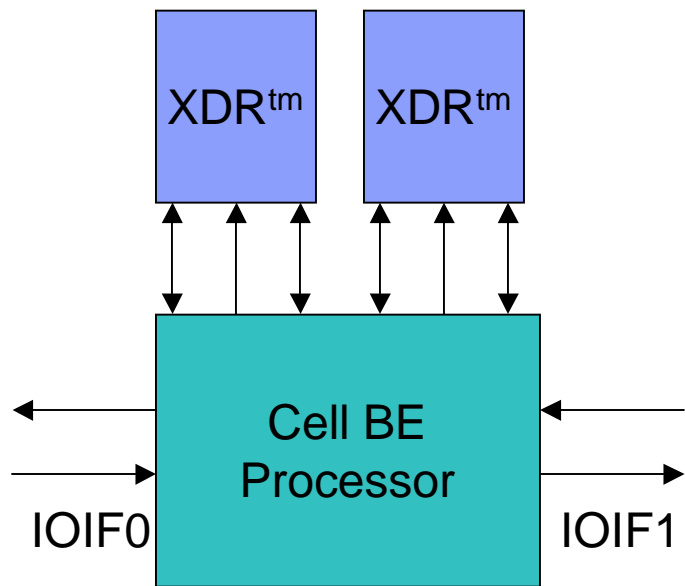 XDRtm
XDRtm
Cell BE
Processor
IOIF0
IOIF1